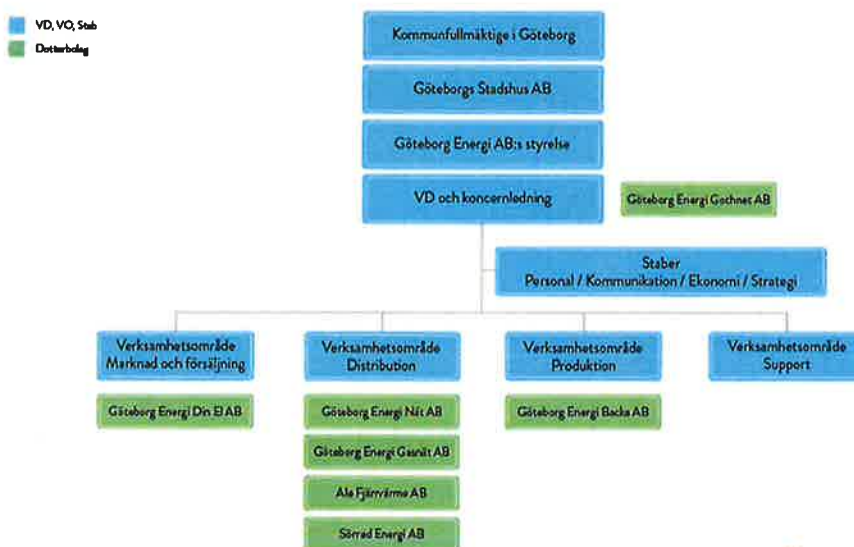 VD, VO, Stab
Dotterbolag
Kommunfullmäktige i Göteborg
Göteborgs Stadshus AB
Göteborg Energi AB:s styrelse
VD och koncernledning
Göteborg Energi Gothnet AB
Staber
Personal / Kommunikation / Ekonomi / Strategi
Verksamhetsområde
Marknad och försäljning
Verksamhetsområde
Distribution
Verksamhetsområde
Produktion
Verksamhetsområde
Support
Göteborg Energi Din El AB
Göteborg Energi Nät AB
Göteborg Energi Backa AB
Göteborg Energi Gasnät AB
Ale Fjärrvärme AB
Sörred Energi AB